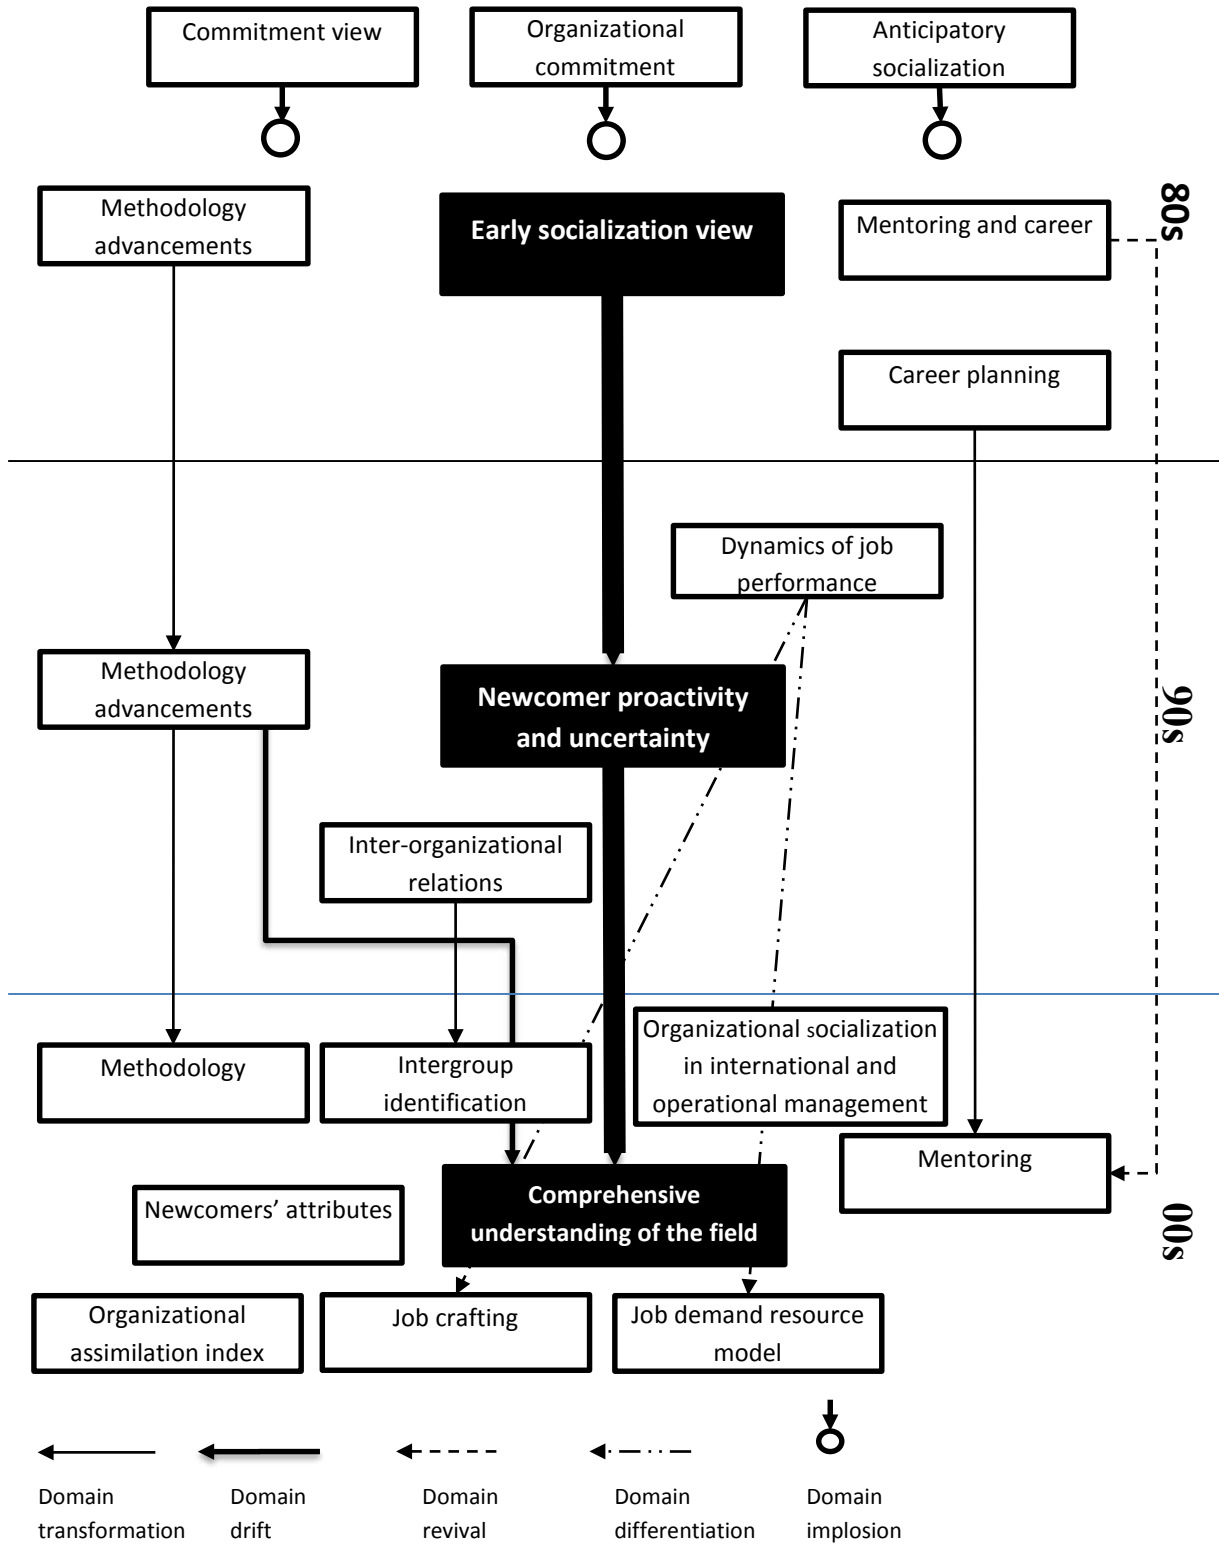 Commitment view
Organizational
commitment
Anticipatory
socialization
80s
Methodology
advancements
Early socialization view
Mentoring and career
Career planning
Dynamics of job
performance
90s
Methodology
advancements
Newcomer proactivity
and uncertainty
Inter-organizational
relations
Methodology
Intergroup
identification
Organizational socialization
in international and
operational management
Mentoring
00s
Newcomers’ attributes
Comprehensive
understanding of the field
Organizational
assimilation index
Job crafting
Job demand resource
model
Domain
transformation
Domain
drift
Domain
revival
Domain
differentiation
Domain
implosion